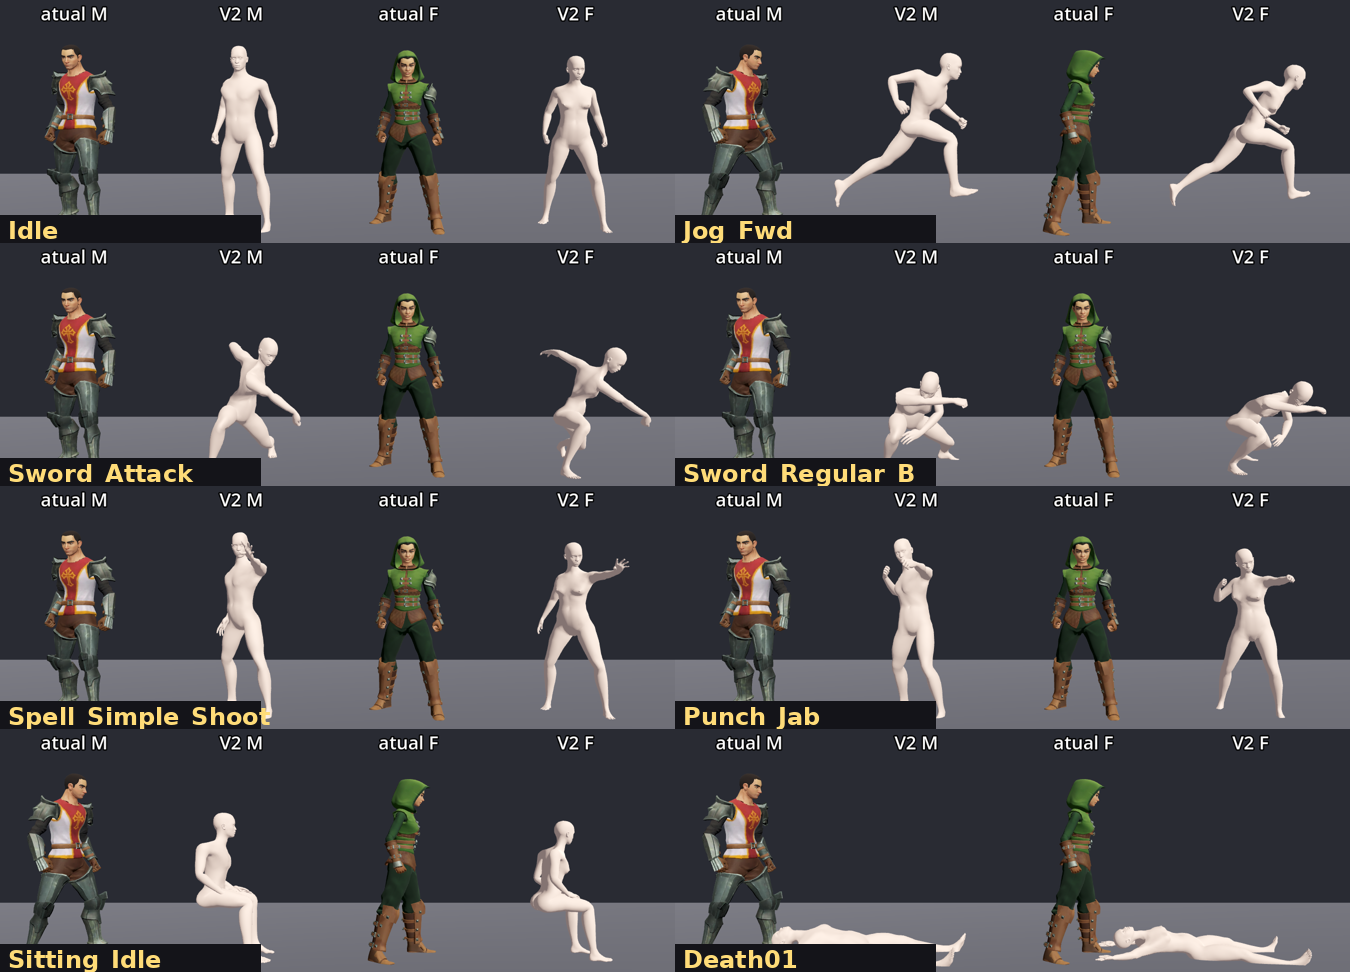 atual M V2 M atual F V2 F atual M V2 M atual F V2 F
Idle Jog Fwd
atual M V2 M atual F V2 F atual M V2 M atual F V2 F
Sword Attack Sword Regular B
atual M V2 M atual F V2 F atual M V2 M atual F V2 F
Spell Simple Shoot Punch Jab
atual M V2 M atual F V2 F atual M V2 M atual F V2 F
Sitting Idle Death01